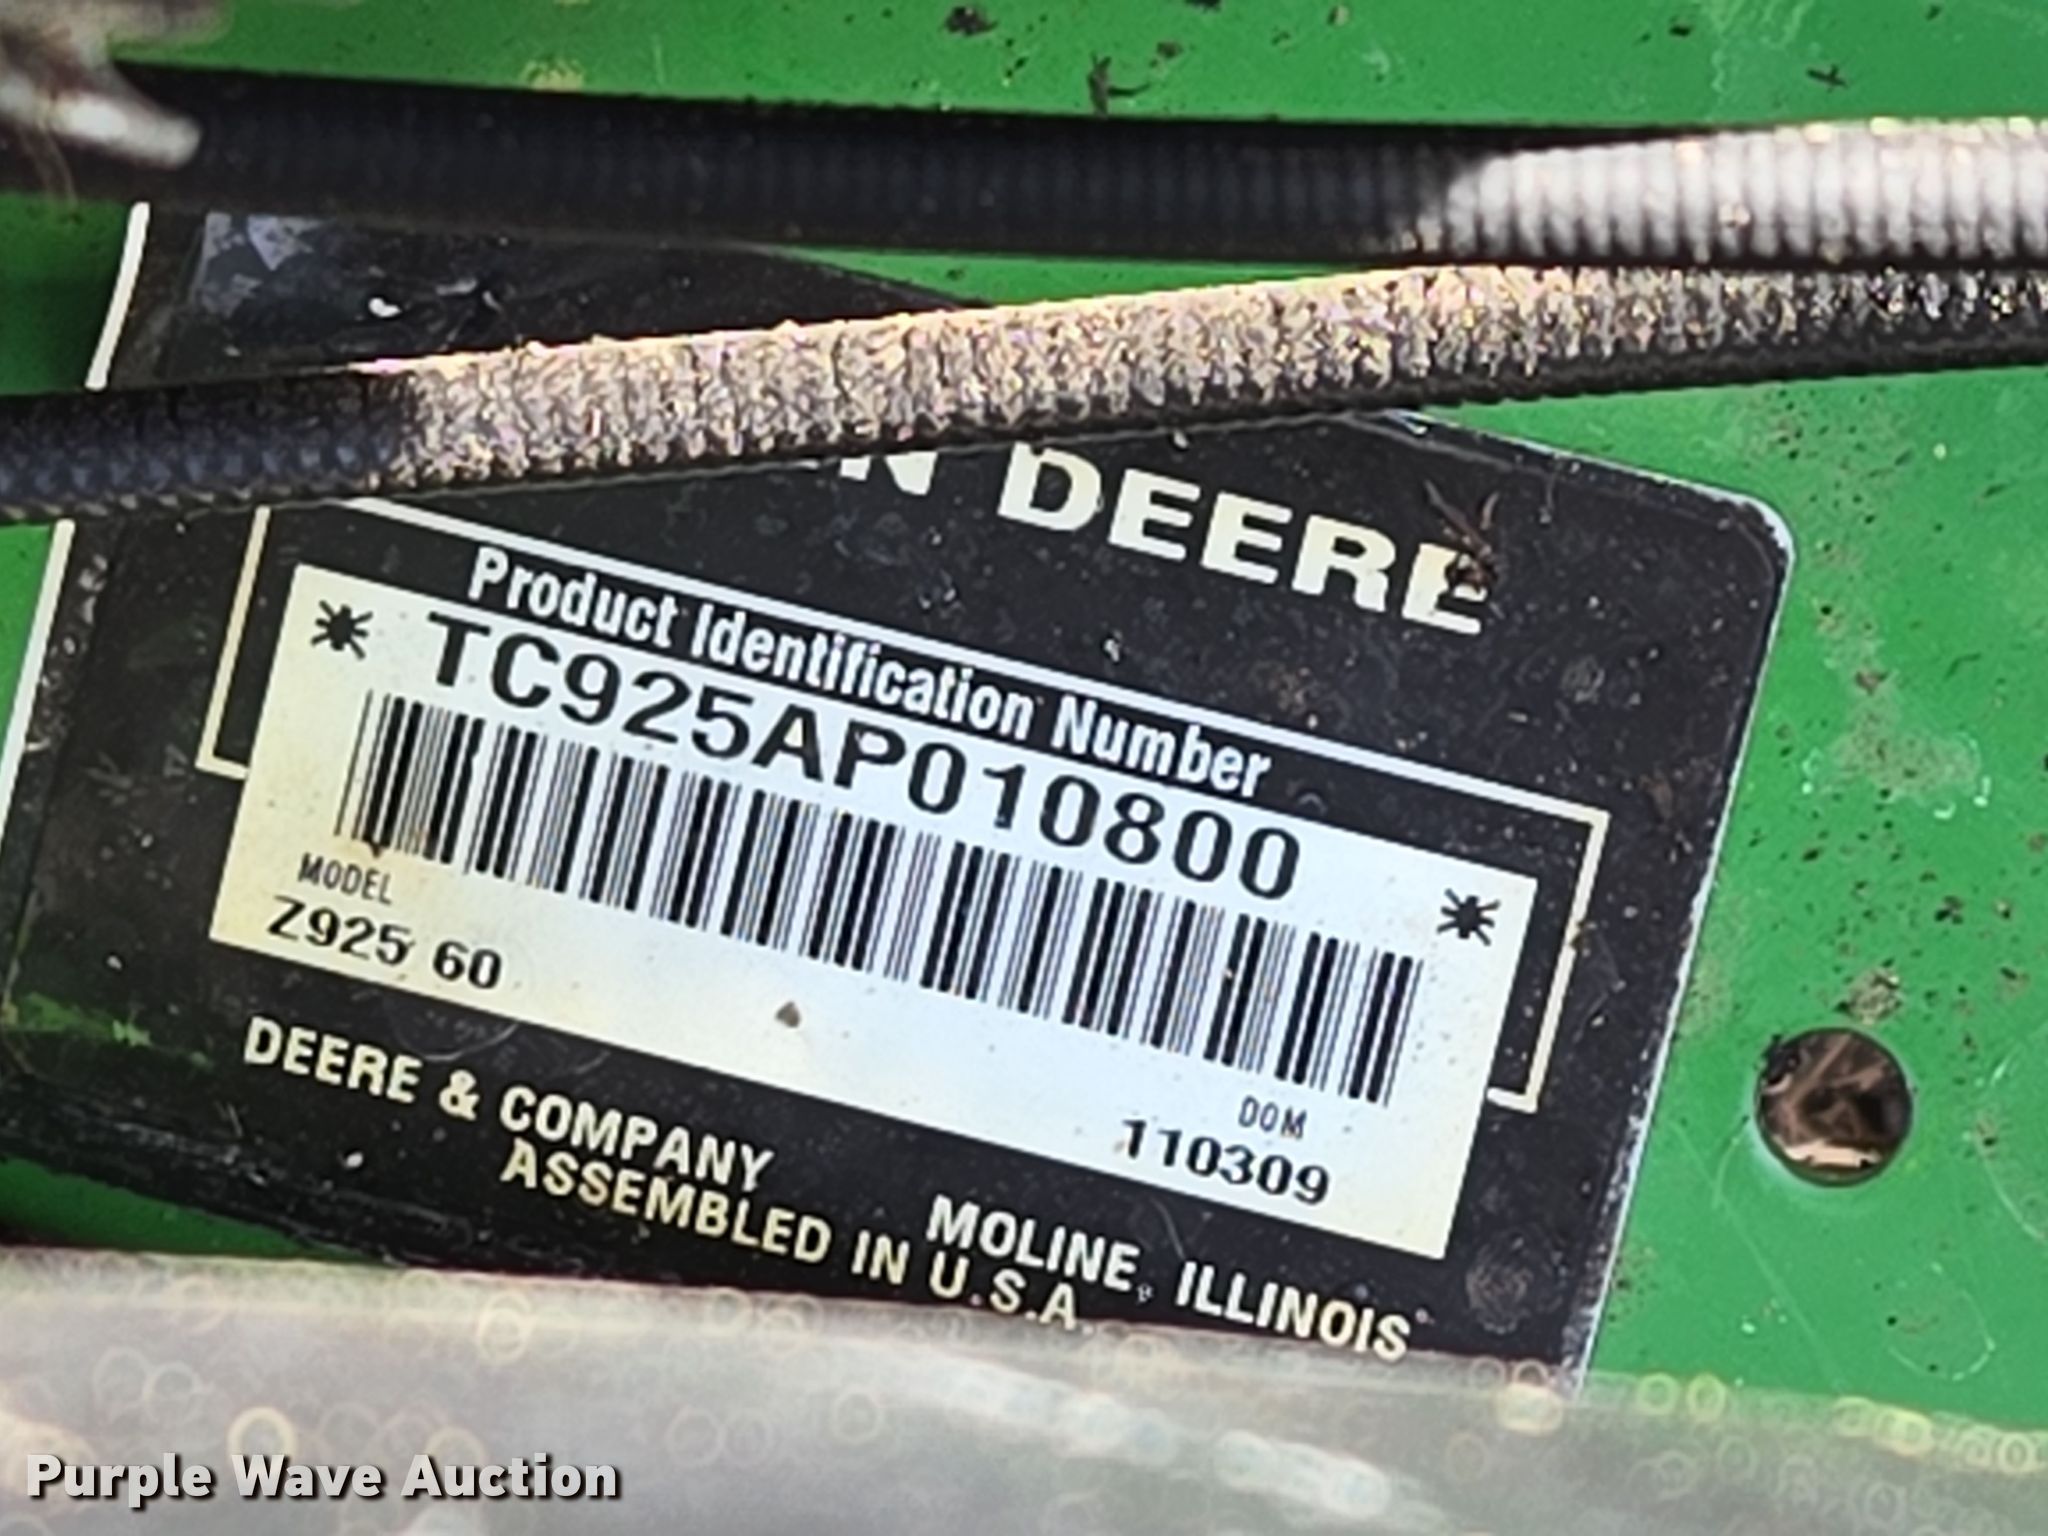 N DEERE
Product Identification Number
* TC925AP010800 *
MODEL
Z925 60
DOM
110309
DEERE & COMPANY MOLINE, ILLINOIS
ASSEMBLED IN U.S.A.
Purple Wave Auction